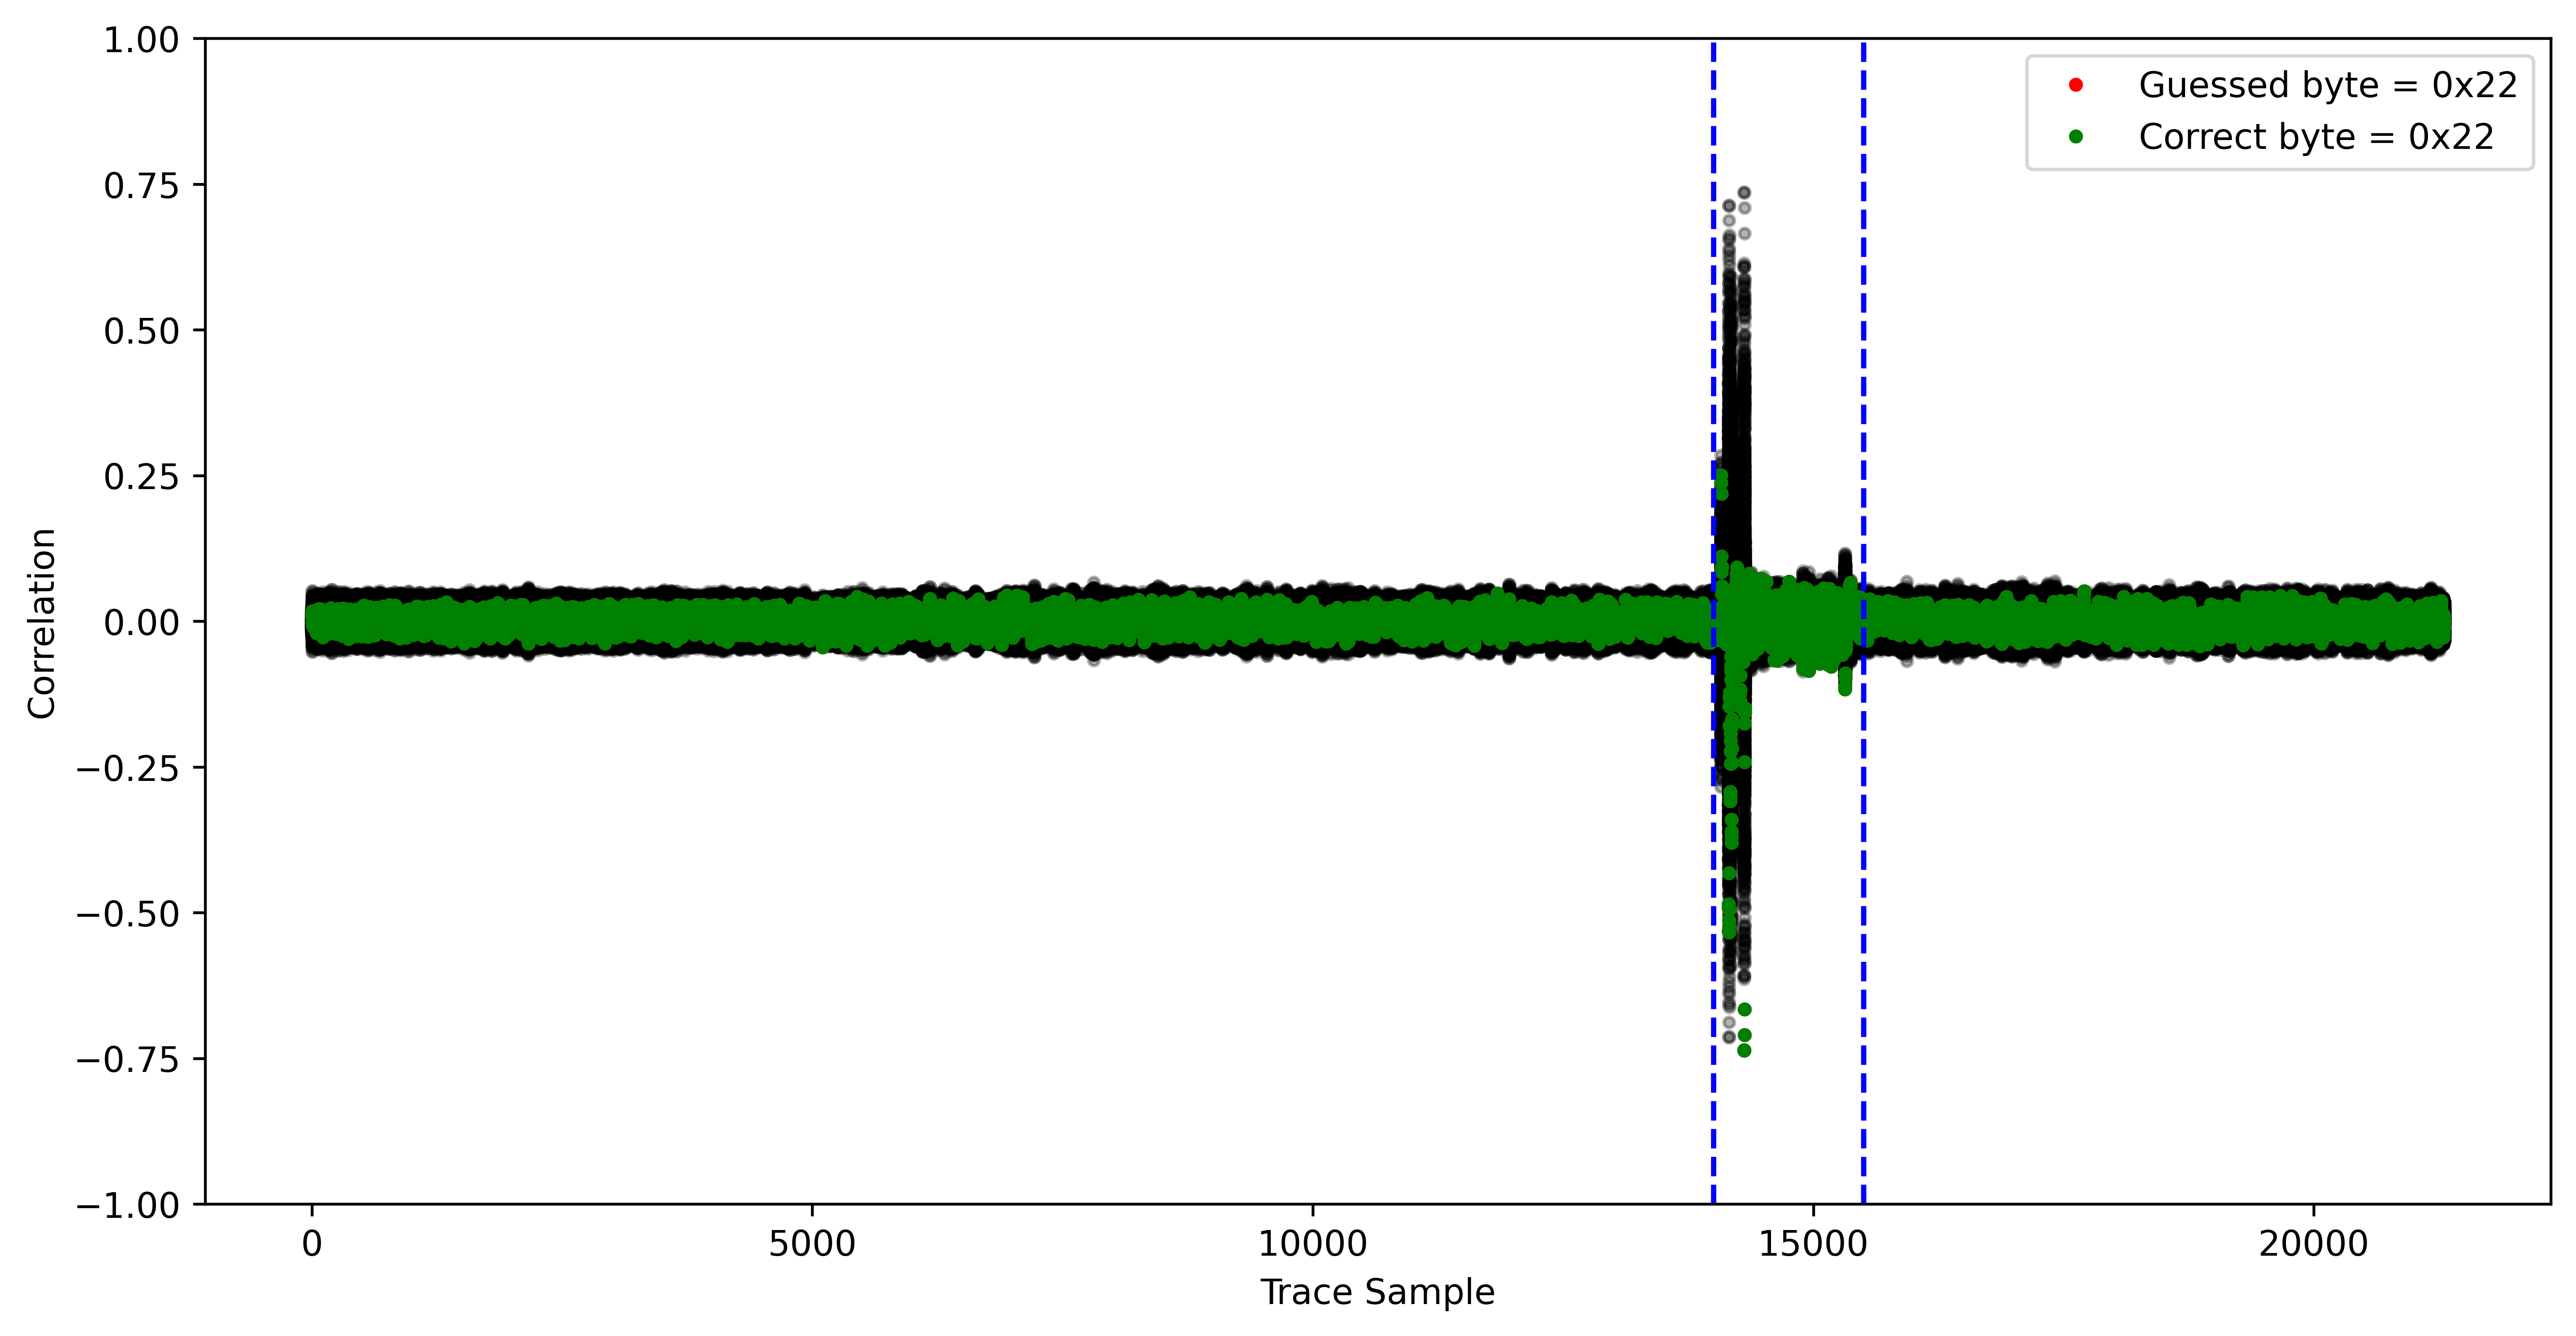 Guessed byte = 0x22
Correct byte = 0x22
1.00
0.75
0.50
0.25
0.00
−0.25
−0.50
−0.75
−1.00
Correlation
0 5000 10000 15000 20000
Trace Sample